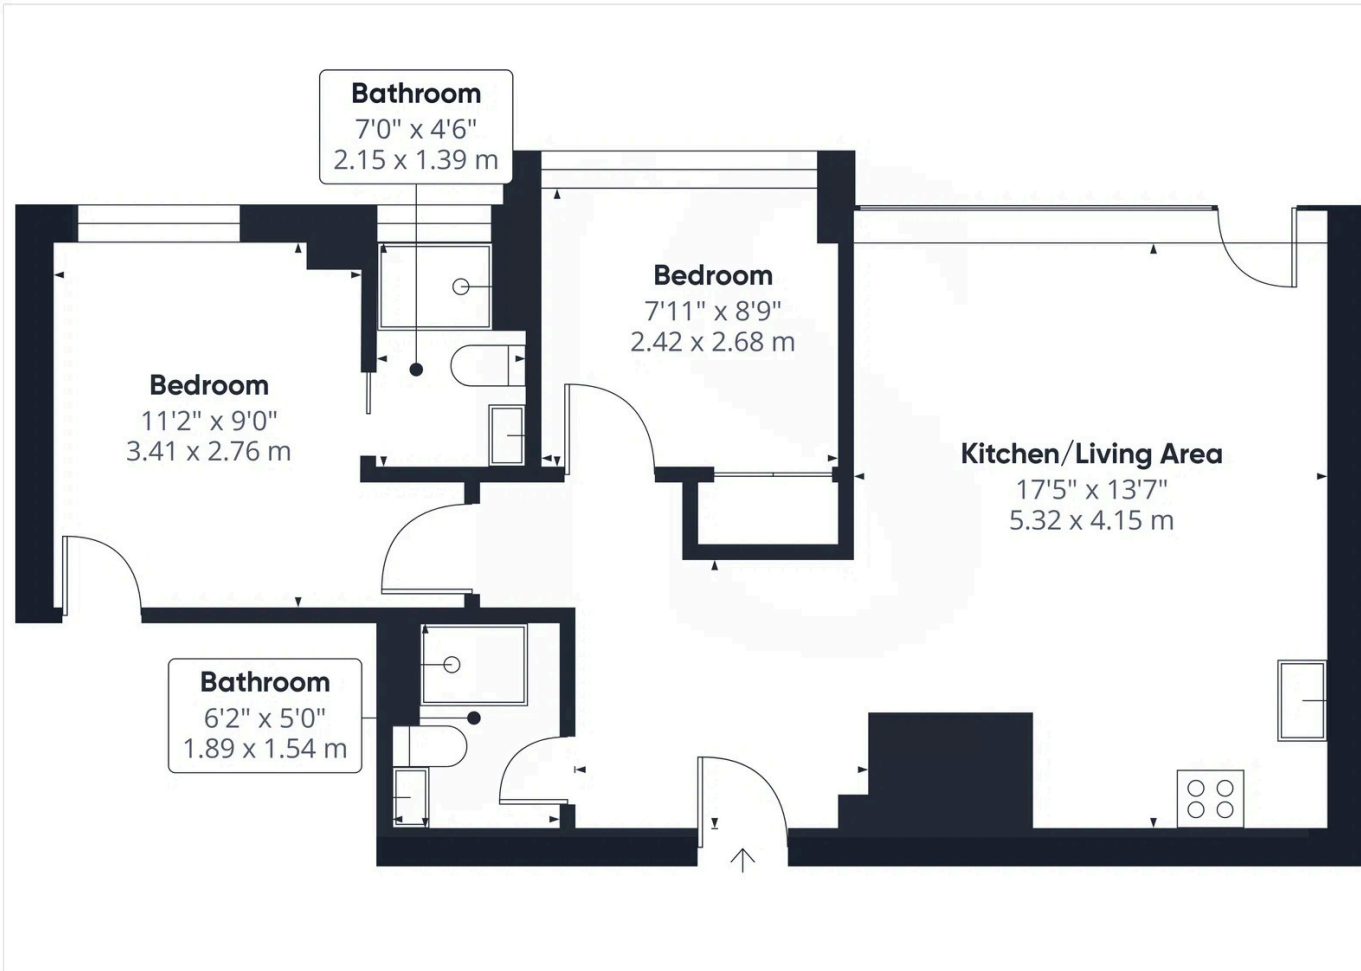 Bathroom
7'0" x 4'6"
2.15 x 1.39 m
Bedroom
7'11" x 8'9"
2.42 x 2.68 m
Bedroom
11'2" x 9'0"
3.41 x 2.76 m
Kitchen/Living Area
17'5" x 13'7"
5.32 x 4.15 m
Bathroom
6'2" x 5'0"
1.89 x 1.54 m